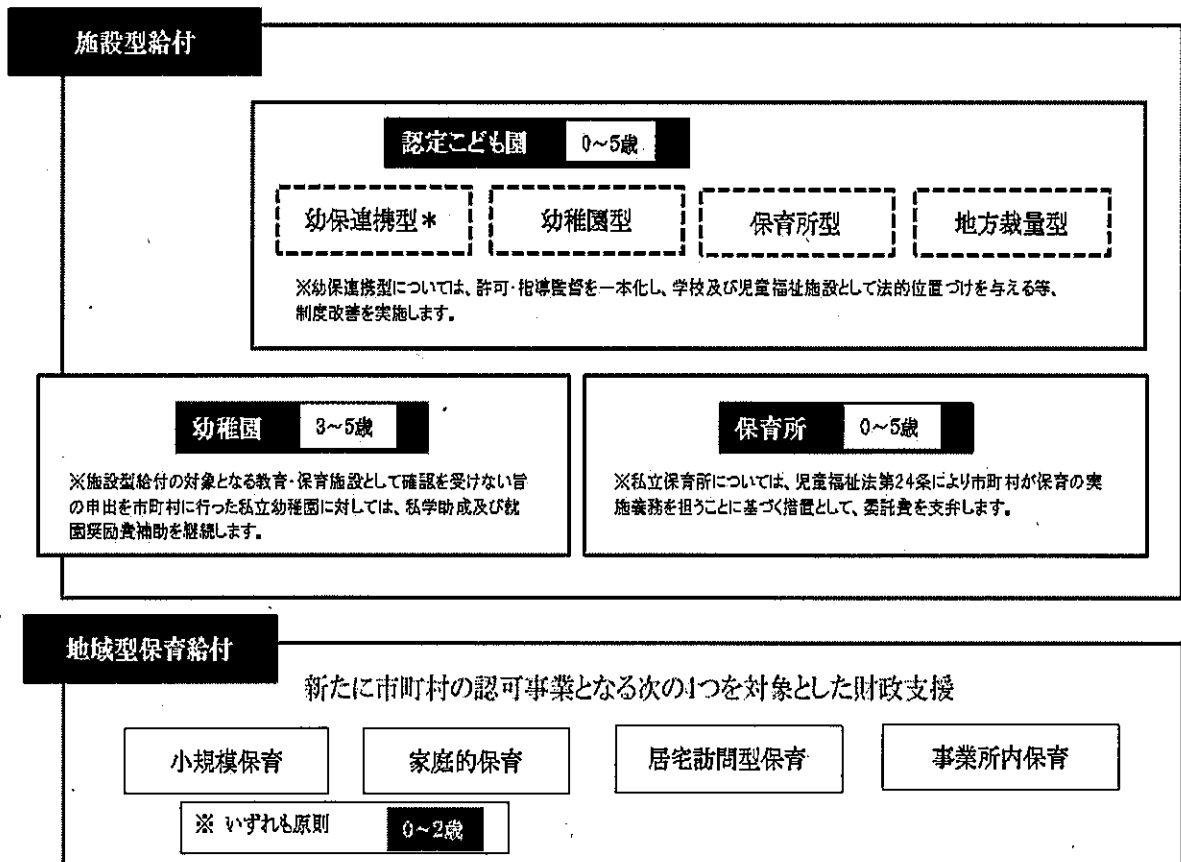 施設型給付
認定こども園 0~5歳
幼保連携型*
幼稚園型
保育所型
地方裁量型
※幼保連携型については、許可・指導監督を一本化し、学校及び児童福祉施設として法的位置づけを与える等、
制度改善を実施します。
幼稚園 3~5歳
※施設型給付の対象となる教育・保育施設として確認を受けない旨
の申出を市町村に行った私立幼稚園に対しては、私学助成及び就
園奨励費補助を継続します。
保育所 0~5歳
※私立保育所については、児童福祉法第24条により市町村が保育の実
施義務を担うことに基づく措置として、委託費を支弁します。
地域型保育給付
新たに市町村の認可事業となる次の4つを対象とした財政支援
小規模保育
家庭的保育
居宅訪問型保育
事業所内保育
※ いずれも原則 0~2歳